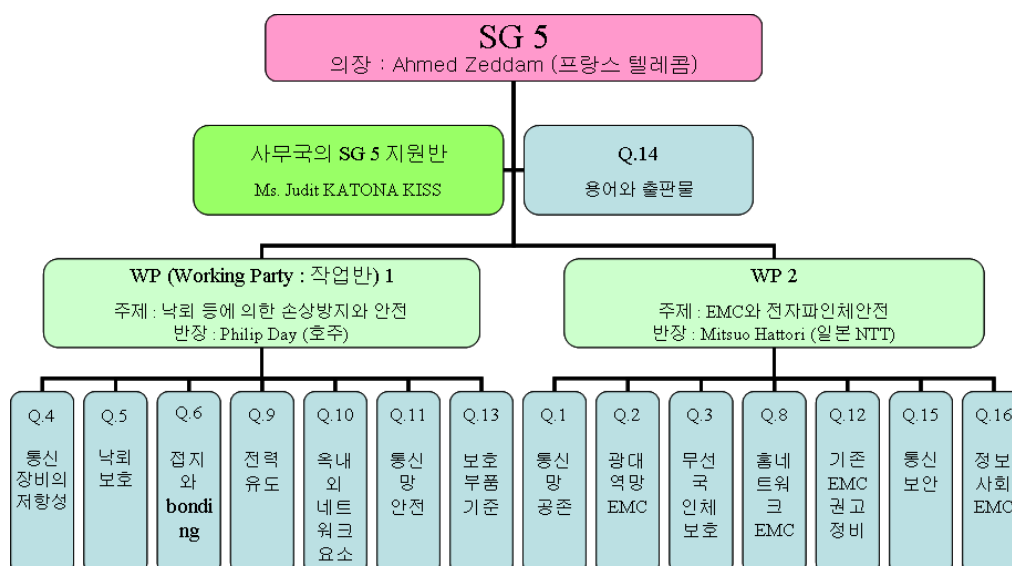 SG 5
의장 : Ahmed Zeddam (프랑스 텔레콤)
사무국의 SG 5 지원반
Ms. Judit KATONA KISS
Q.14
용어와 출판물
WP (Working Party : 작업반) 1
주제 : 낙뢰 등에 의한 손상방지와 안전
반장 : Philip Day (호주)
WP 2
주제 : EMC와 전자파인체안전
반장 : Mitsuo Hattori (일본 NTT)
Q.4
통신
장비의
저항성
Q.5
낙뢰
보호
Q.6
접지
와
bondi
ng
Q.9
전력
유도
Q.10
옥내
외
네트
워크
요소
Q.11
통신
망
안전
Q.13
보호
부품
기준
Q.1
통신
망
공존
Q.2
광대
역망
EMC
Q.3
무선
국
인체
보호
Q.8
홈네
트워
크
EMC
Q.12
기존
EMC
권고
정비
Q.15
통신
보안
Q.16
정보
사회
EMC